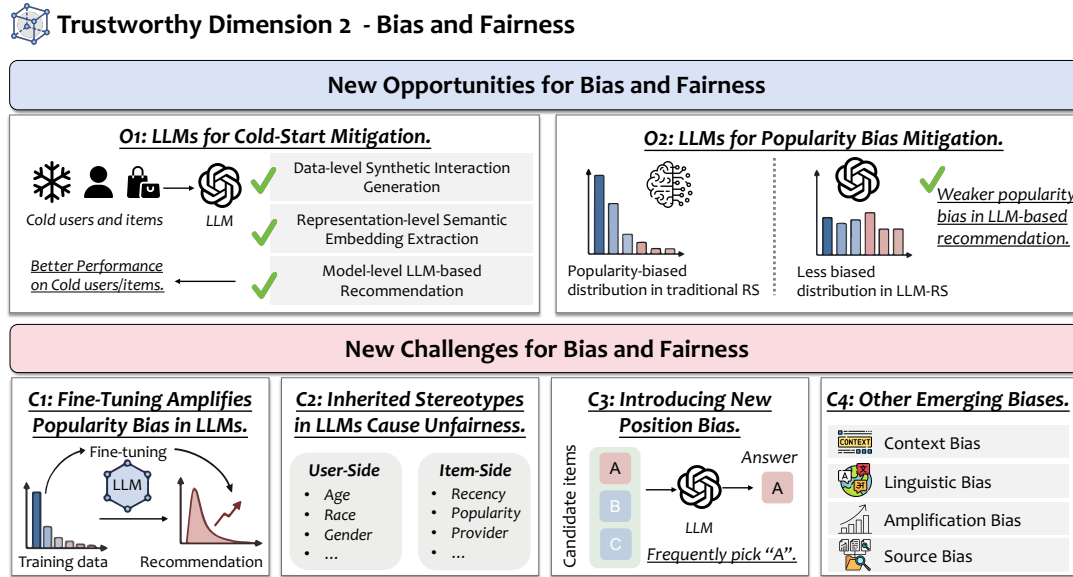 Trustworthy Dimension 2 - Bias and Fairness
New Opportunities for Bias and Fairness
O1: LLMs for Cold-Start Mitigation.
Cold users and items
LLM
Data-level Synthetic Interaction
Generation
Representation-level Semantic
Embedding Extraction
Model-level LLM-based
Recommendation
Better Performance
on Cold users/items.
O2: LLMs for Popularity Bias Mitigation.
Popularity-biased
distribution in traditional RS
Less biased
distribution in LLM-RS
Weaker popularity
bias in LLM-based
recommendation.
New Challenges for Bias and Fairness
C1: Fine-Tuning Amplifies
Popularity Bias in LLMs.
Fine-tuning
LLM
Training data
Recommendation
C2: Inherited Stereotypes
in LLMs Cause Unfairness.
User-Side
• Age
• Race
• Gender
• ...
Item-Side
• Recency
• Popularity
• Provider
• ...
C3: Introducing New
Position Bias.
Candidate items
A
B
C
LLM
Answer
A
Frequently pick “A”.
C4: Other Emerging Biases.
CONTEXT
Context Bias
Linguistic Bias
Amplification Bias
Source Bias